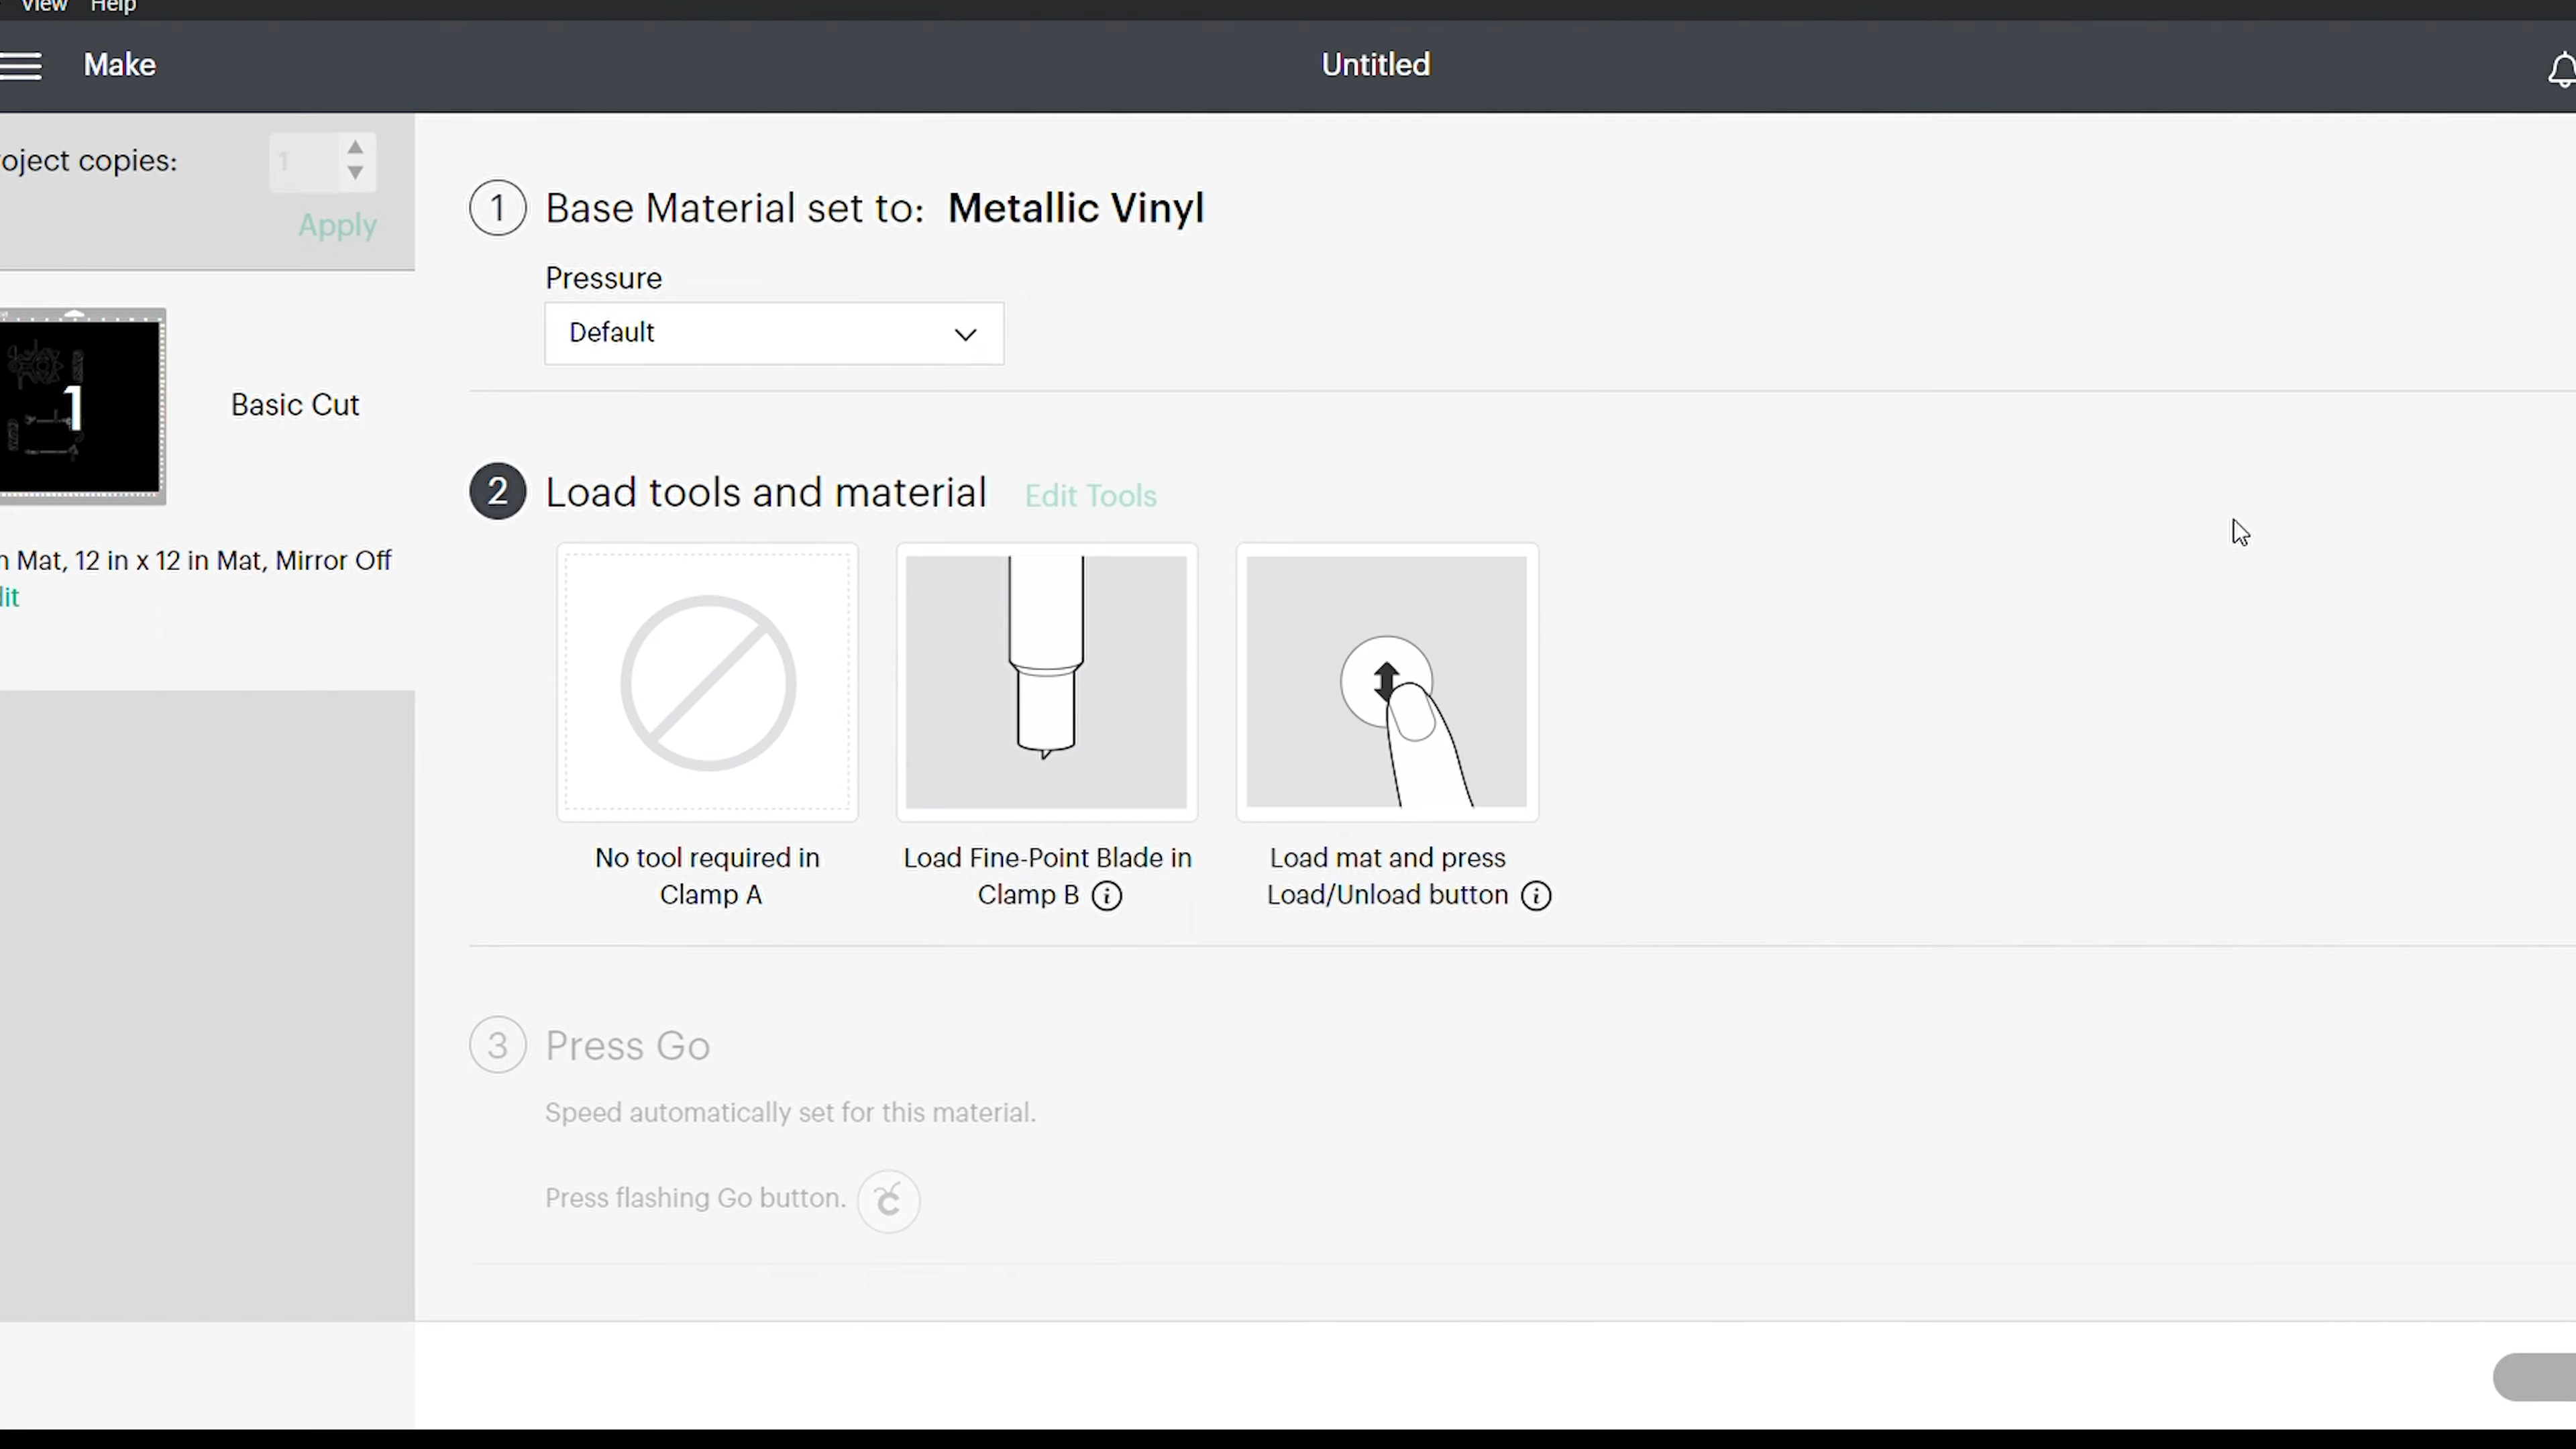 View Help
Make
Untitled
oject copies:
1
Apply
1 Base Material set to: Metallic Vinyl
Pressure
Default
1
Basic Cut
2 Load tools and material Edit Tools
Mat, 12 in x 12 in Mat, Mirror Off
lit
No tool required in
Clamp A
Load Fine-Point Blade in
Clamp B i
Load mat and press
Load/Unload button i
3 Press Go
Speed automatically set for this material.
Press flashing Go button.